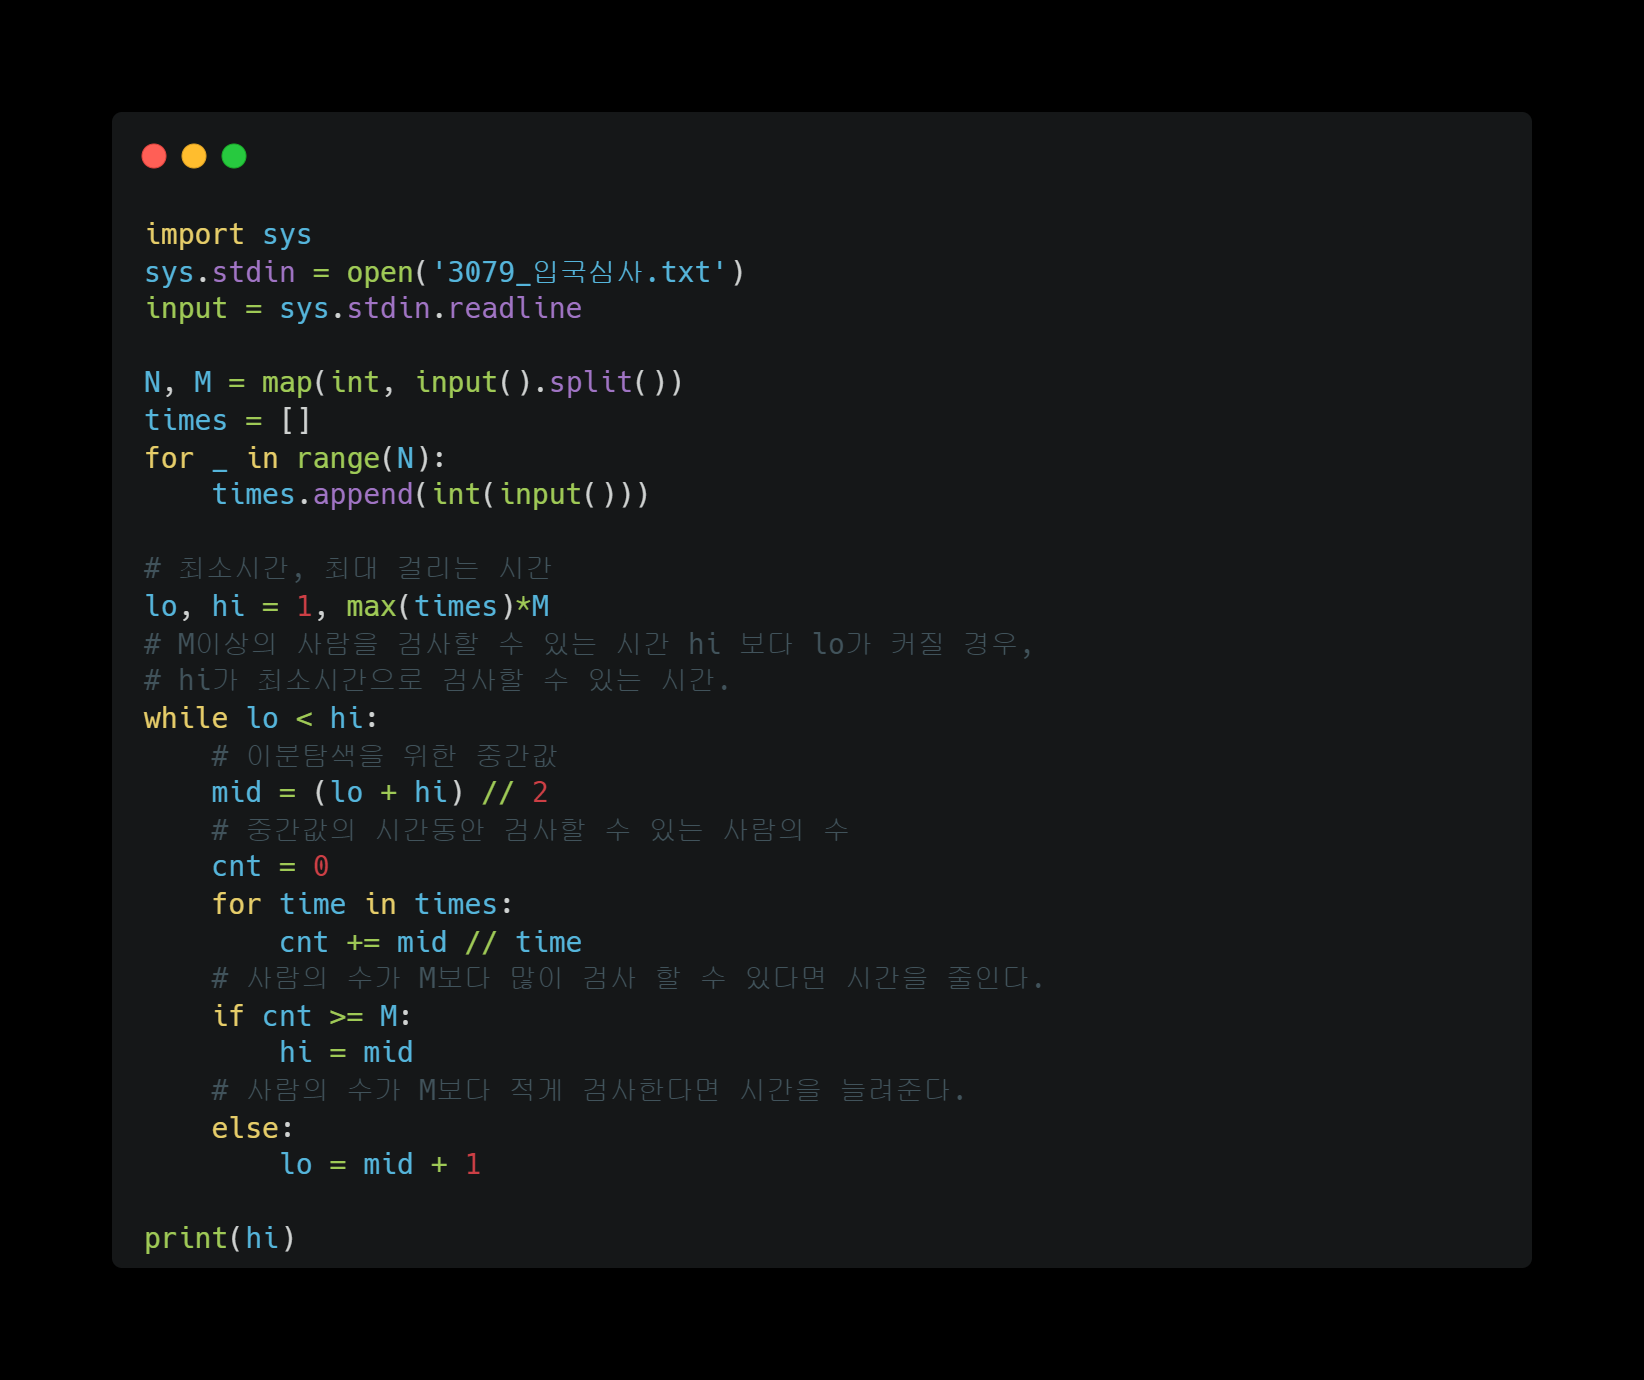 import sys
sys.stdin = open('3079_입국심사.txt')
input = sys.stdin.readline

N, M = map(int, input().split())
times = []
for _ in range(N):
    times.append(int(input()))

# 최소시간, 최대 걸리는 시간
lo, hi = 1, max(times)*M
# M이상의 사람을 검사할 수 있는 시간 hi 보다 lo가 커질 경우,
# hi가 최소시간으로 검사할 수 있는 시간.
while lo < hi:
    # 이분탐색을 위한 중간값
    mid = (lo + hi) // 2
    # 중간값의 시간동안 검사할 수 있는 사람의 수
    cnt = 0
    for time in times:
        cnt += mid // time
    # 사람의 수가 M보다 많이 검사 할 수 있다면 시간을 줄인다.
    if cnt >= M:
        hi = mid
    # 사람의 수가 M보다 적게 검사한다면 시간을 늘려준다.
    else:
        lo = mid + 1

print(hi)